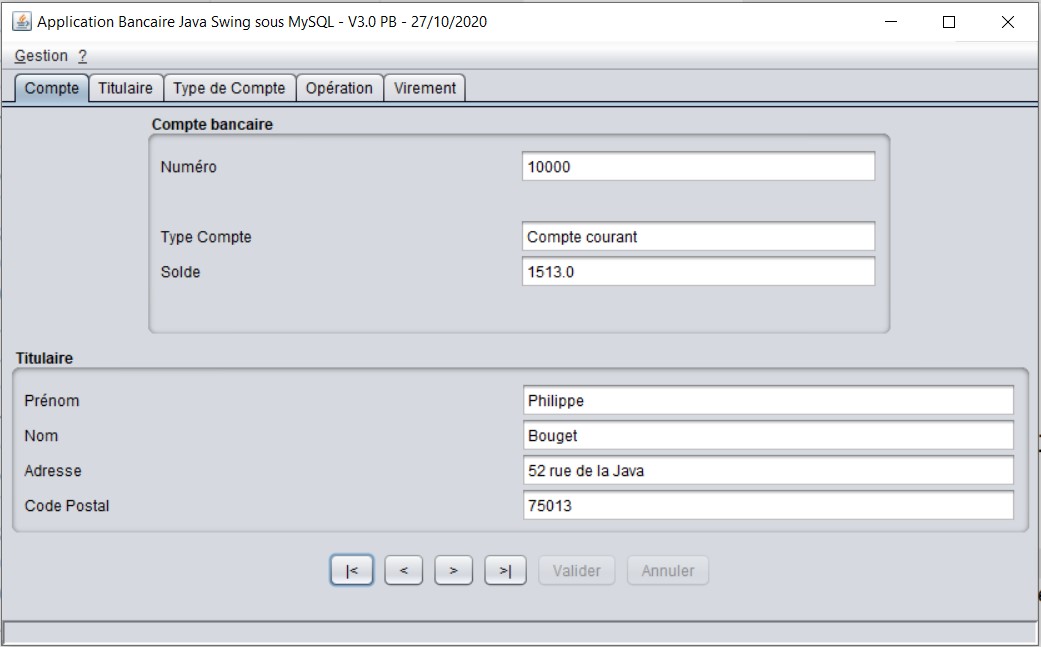 Application Bancaire Java Swing sous MySQL - V3.0 PB - 27/10/2020
Gestion ?
Compte Titulaire Type de Compte Opération Virement
Compte bancaire
Numéro 10000
Type Compte Compte courant
Solde 1513.0
Titulaire
Prénom Philippe
Nom Bouget
Adresse 52 rue de la Java
Code Postal 75013
|< < > >| Valider Annuler